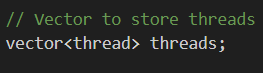 // Vector to store threads
vector<thread> threads;